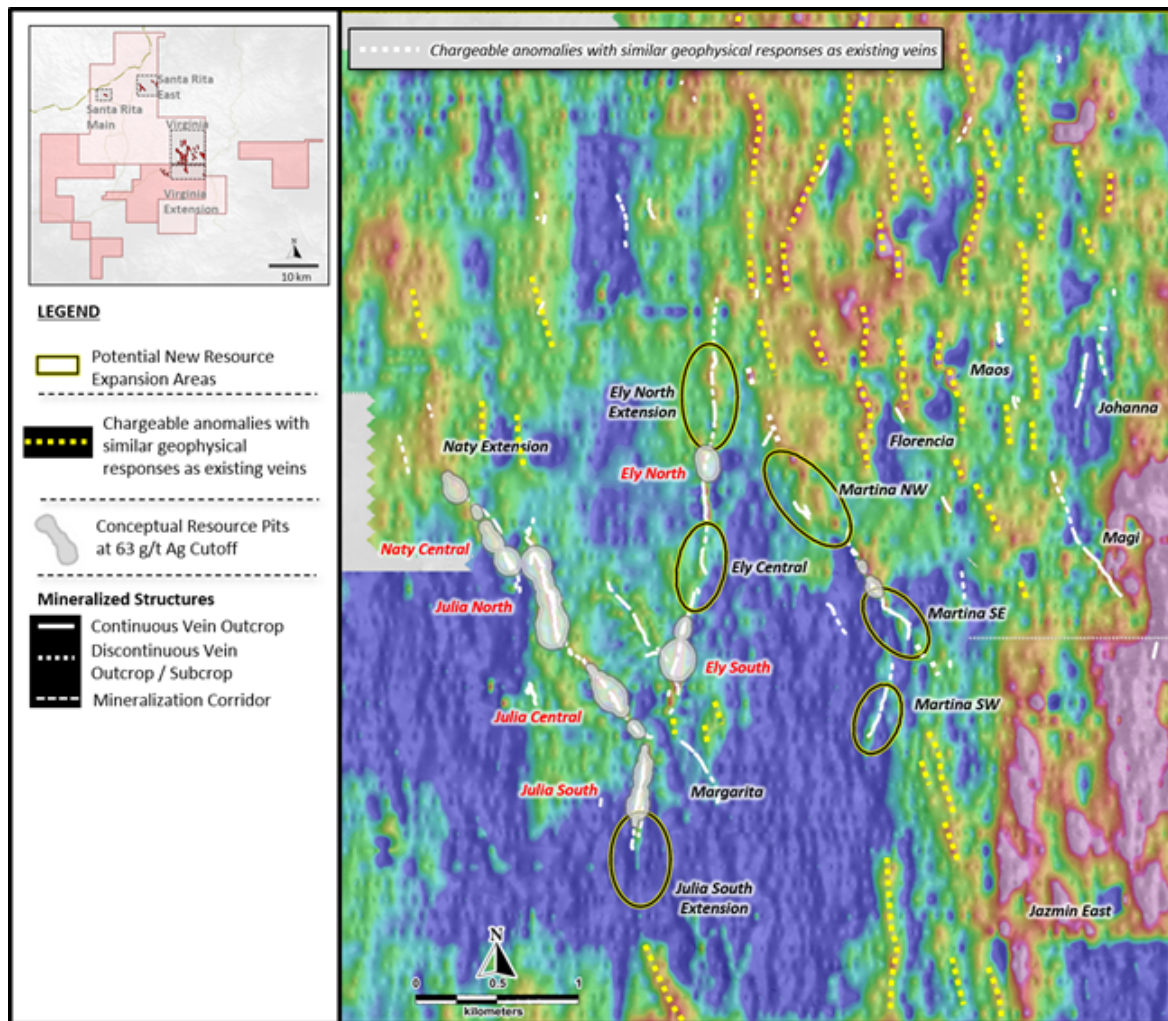 Santa Rita
East
Santa Rita
Main
Virginia
Virginia
Extension
N
10 km
LEGEND
Potential New Resource
Expansion Areas
Chargeable anomalies with
similar geophysical
responses as existing veins
Conceptual Resource Pits
at 63 g/t Ag Cutoff
Mineralized Structures
Continuous Vein Outcrop
Discontinuous Vein
Outcrop / Subcrop
Mineralization Corridor
Chargeable anomalies with similar geophysical responses as existing veins
Maos
Ely North
Extension
Johanna
Naty Extension
Florencia
Ely North
Martina NW
Magi
Naty Central
Ely Central
Julia North
Martina SE
Ely South
Martina SW
Julia Central
Julia South
Margarita
Julia South
Extension
Jazmin East
N
0 0.5 1
kilometers